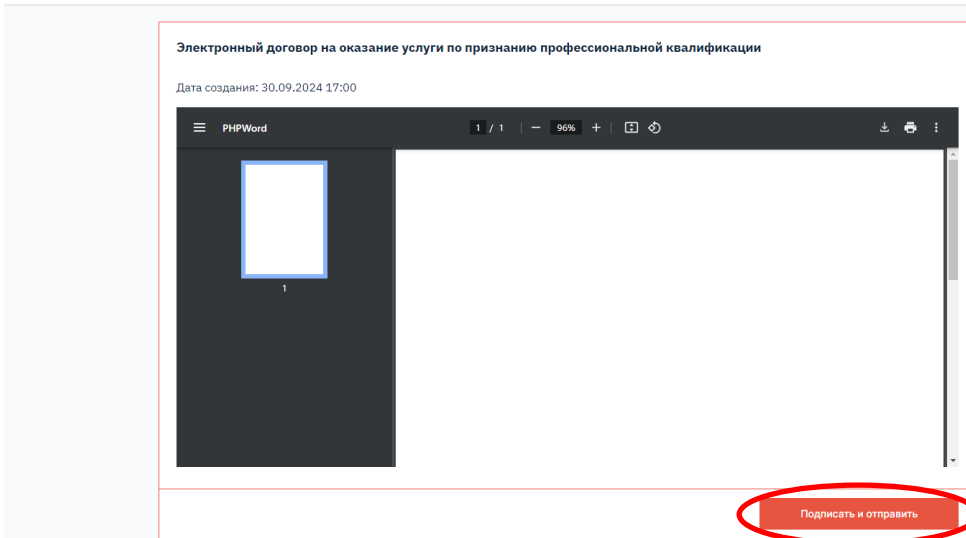 Электронный договор на оказание услуги по признанию профессиональной квалификации
Дата создания: 30.09.2024 17:00
PHPWord
1 / 1
96%
1
Подписать и отправить